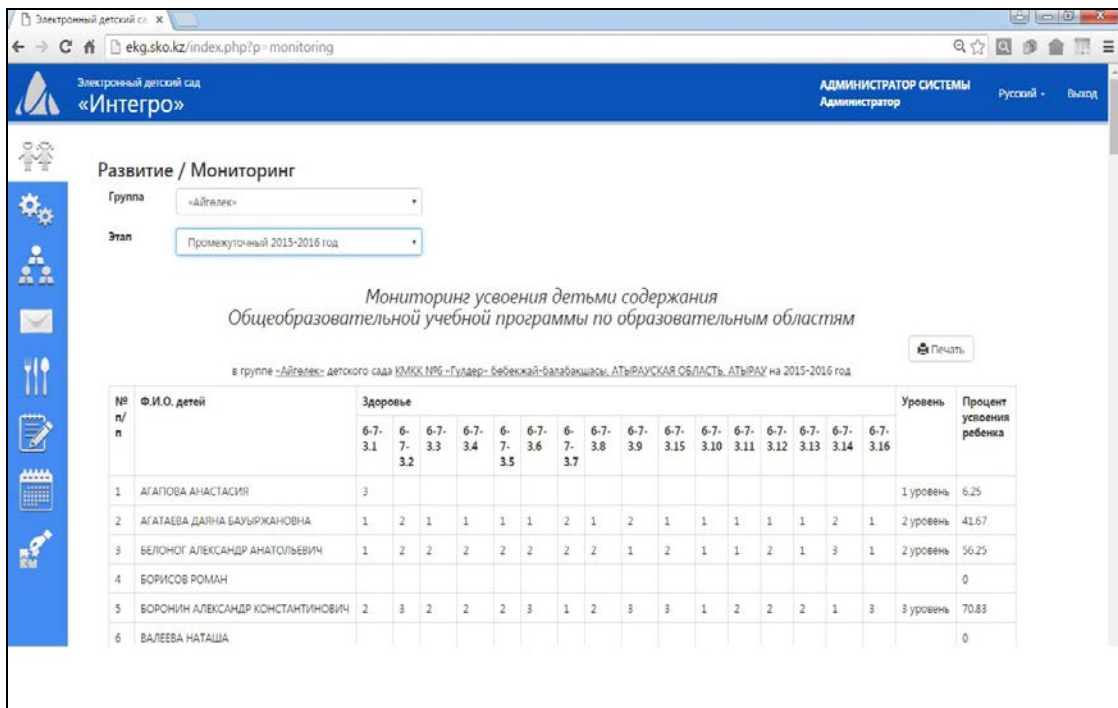 Электронный детский са
ekg.sko.kz/index.php?p=monitoring
Электронный детский сад
«Интегро»
АДМИНИСТРАТОР СИСТЕМЫ
Администратор
Русский
Выход
Развитие / Мониторинг
Группа «Айгөлек»
Этап Промежуточный 2015-2016 год
Мониторинг усвоения детьми содержания
Общеобразовательной учебной программы по образовательным областям
Печать
в группе «Айгөлек» детского сада КМКК №6 «Гүлдер» бөбекжай-балабақшасы, АТЫРАУСКАЯ ОБЛАСТЬ, АТЫРАУ на 2015-2016 год
№ п/п Ф.И.О. детей Здоровье Уровень Процент усвоения ребенка
6-7-3.1 6-7-3.2 6-7-3.3 6-7-3.4 6-7-3.5 6-7-3.6 6-7-3.7 6-7-3.8 6-7-3.9 6-7-3.15 6-7-3.10 6-7-3.11 6-7-3.12 6-7-3.13 6-7-3.14 6-7-3.16
1 АГАПОВА АНАСТАСИЯ 3 1 уровень 6.25
2 АГАТАЕВА ДАЯНА БАУЫРЖАНОВНА 1 2 1 1 1 1 2 1 2 1 1 1 1 1 2 1 2 уровень 41.67
3 БЕЛОНОГ АЛЕКСАНДР АНАТОЛЬЕВИЧ 1 2 2 2 2 2 2 2 1 2 1 1 2 1 3 1 2 уровень 56.25
4 БОРИСОВ РОМАН 0
5 БОРОНИН АЛЕКСАНДР КОНСТАНТИНОВИЧ 2 3 2 2 2 3 1 2 3 3 1 2 2 2 1 3 3 уровень 70.83
6 ВАЛЕЕВА НАТАША 0